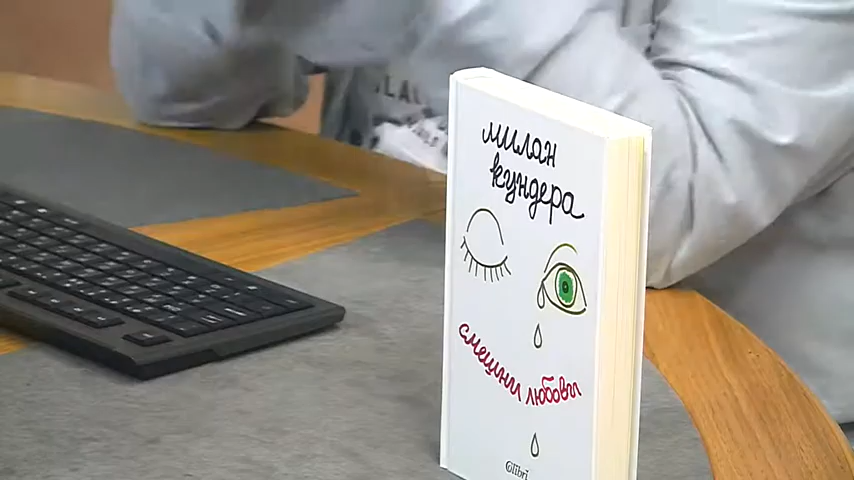 милан
кундера
смешни любови
Colibri